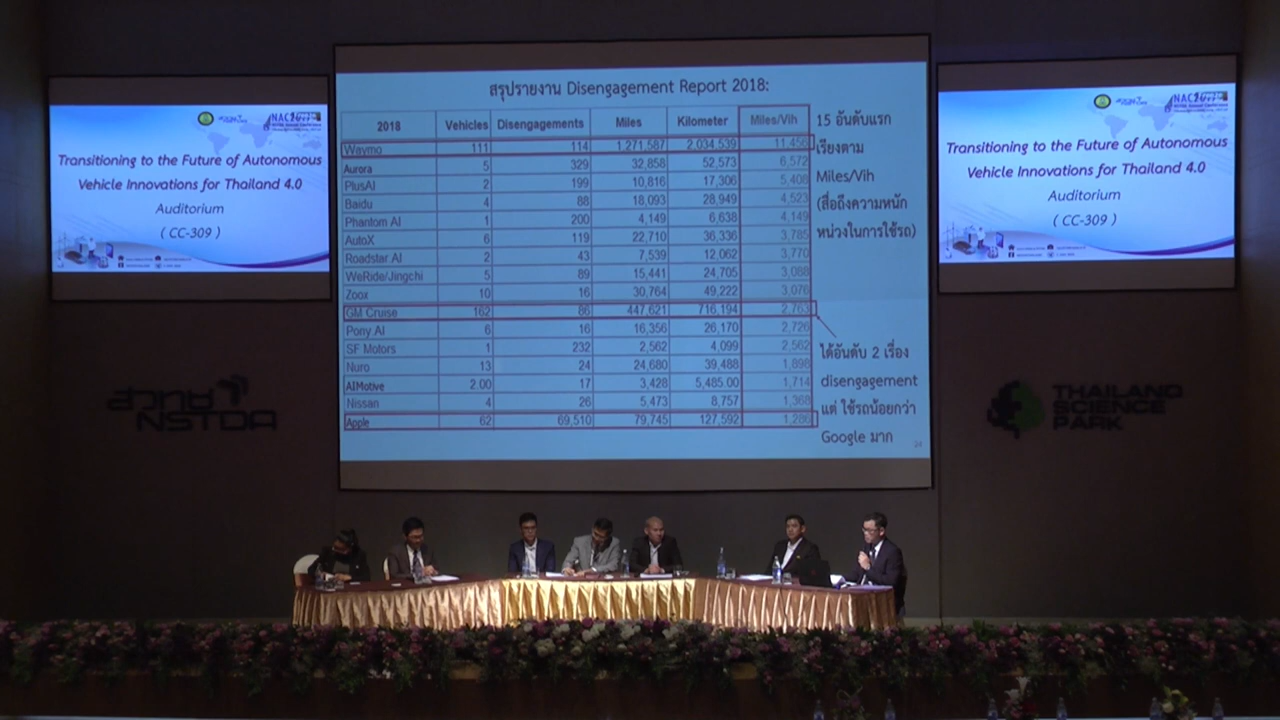 สรุปรายงาน Disengagement Report 2018:
2018 Vehicles Disengagements Miles Kilometer Miles/Vih
Waymo 111 114 1,271,587 2,034,539 11,456
Aurora 5 329 32,858 52,573 6,572
PlusAI 2 199 10,816 17,306 5,408
Baidu 4 88 18,093 28,949 4,523
Phantom AI 1 200 4,149 6,638 4,149
AutoX 6 119 22,710 36,336 3,785
Roadstar AI 2 43 7,539 12,062 3,770
WeRide/Jingchi 5 89 15,441 24,705 3,088
Zoox 10 16 30,764 49,222 3,076
GM Cruise 162 86 447,621 716,194 2,763
Pony AI 6 16 16,356 26,170 2,726
SF Motors 1 232 2,562 4,099 2,562
Nuro 13 24 24,680 39,488 1,898
AIMotive 2.00 17 3,428 5,485.00 1,714
Nissan 4 26 5,473 8,757 1,368
Apple 62 69,510 79,745 127,592 1,286
15 อันดับแรก
เรียงตาม
Miles/Vih
(สื่อถึงความหนัก
หน่วงในการใช้รถ)
ได้อันดับ 2 เรื่อง
disengagement
แต่ ใช้รถน้อยกว่า
Google มาก
24
Transitioning to the Future of Autonomous
Vehicle Innovations for Thailand 4.0
Auditorium
( CC-309 )
Transitioning to the Future of Autonomous
Vehicle Innovations for Thailand 4.0
Auditorium
( CC-309 )
สวทช
NSTDA
THAILAND
SCIENCE
PARK